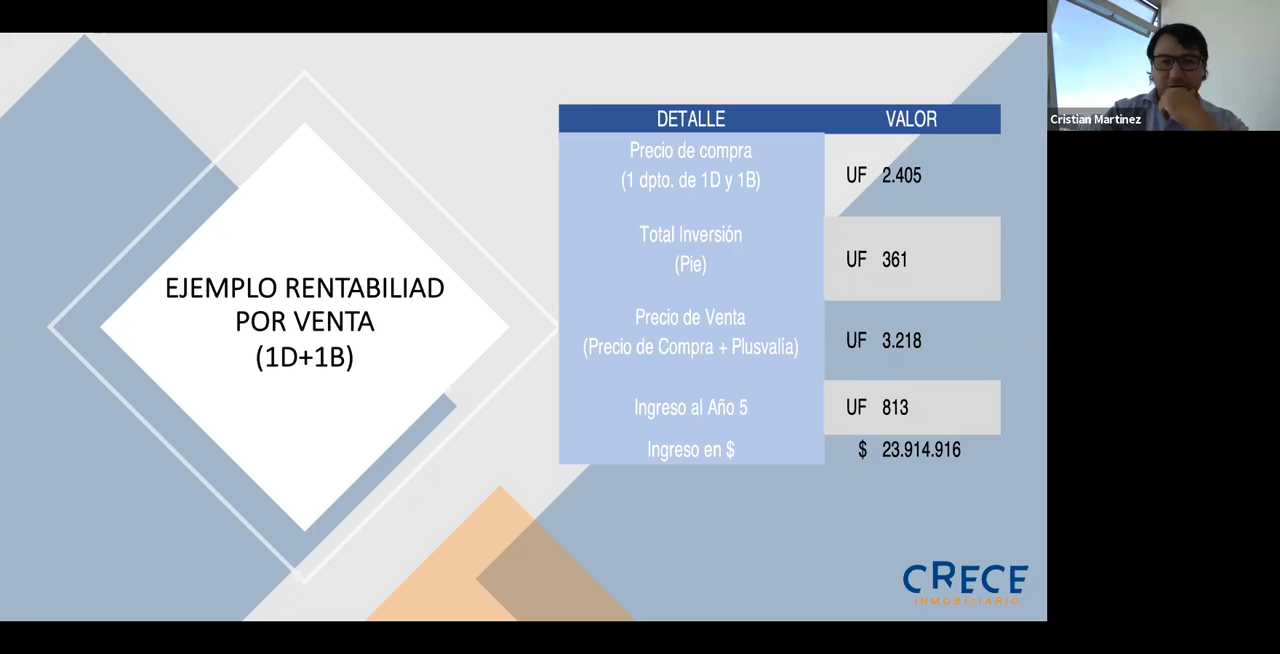 EJEMPLO RENTABILIAD
POR VENTA
(1D+1B)
DETALLE VALOR
Precio de compra
(1 dpto. de 1D y 1B)
UF 2.405
Total Inversión
(Pie)
UF 361
Precio de Venta
(Precio de Compra + Plusvalía)
UF 3.218
Ingreso al Año 5 UF 813
Ingreso en $ $ 23.914.916
CRECE
INMOBILIARIO
Cristian Martinez